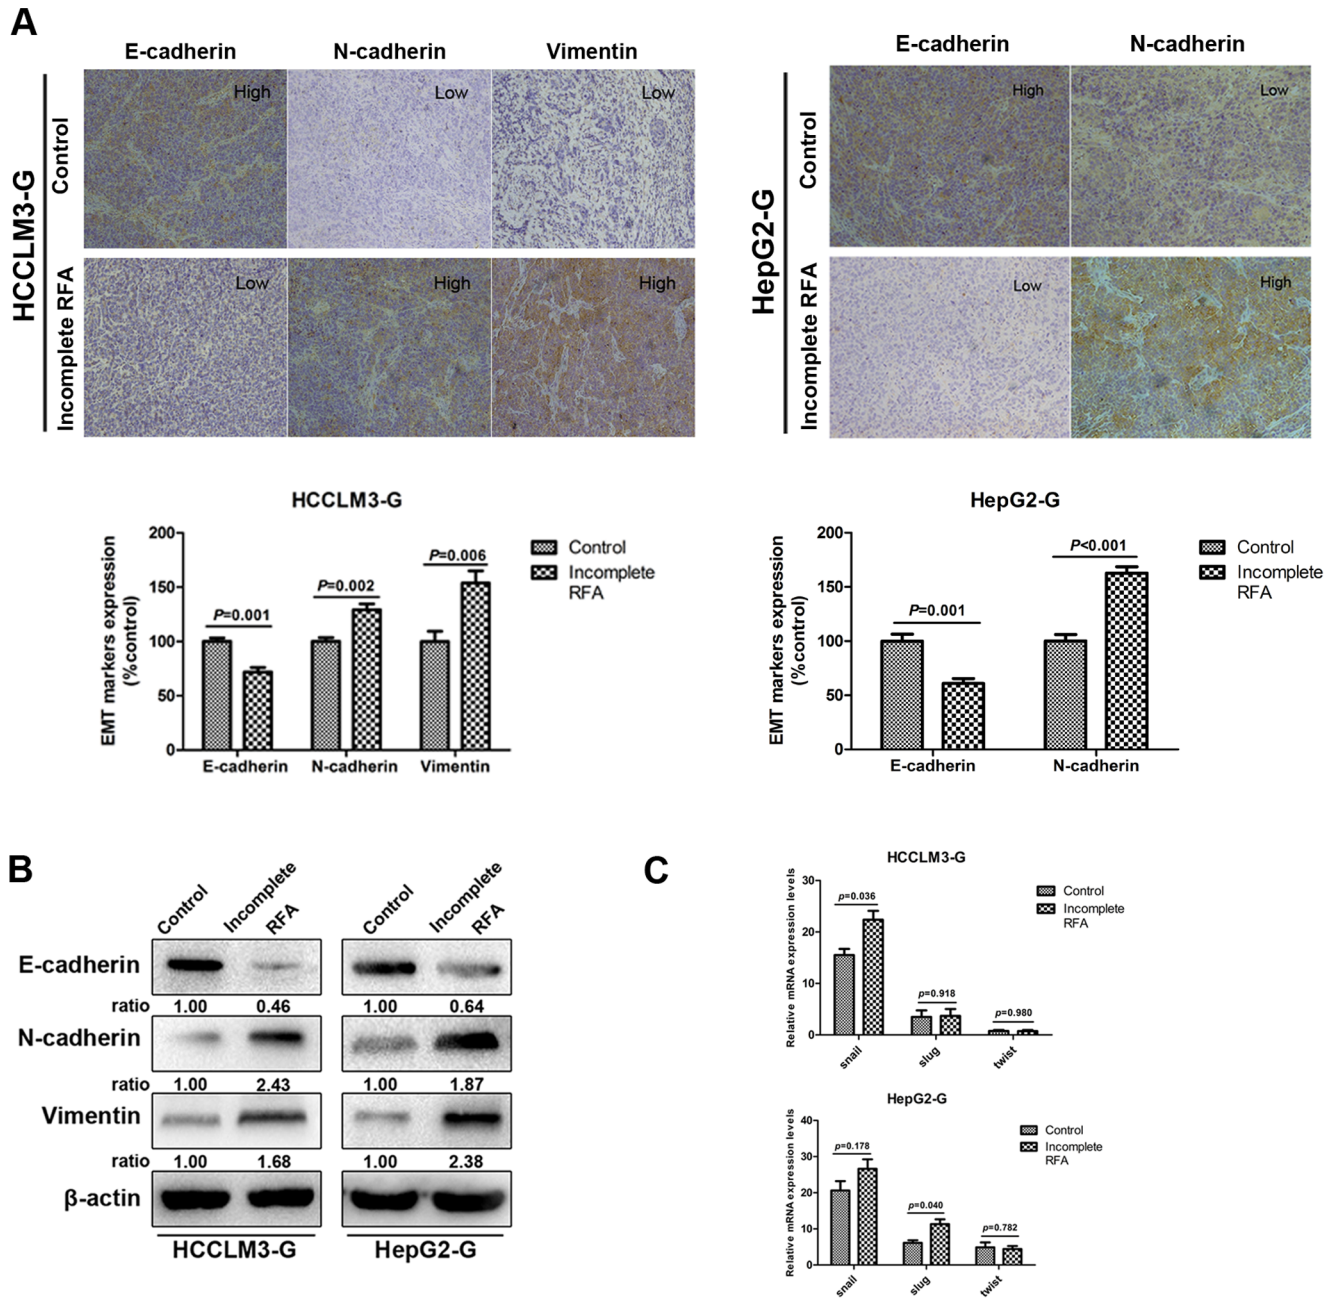 A
E-cadherin
N-cadherin
Vimentin
HCCLM3-G
Control
Incomplete RFA
High
Low
Low
Low
High
High
E-cadherin
N-cadherin
HepG2-G
Control
Incomplete RFA
High
Low
Low
High
HCCLM3-G
EMT markers expression
(%control)
200
150
100
50
0
P=0.001
P=0.002
P=0.006
E-cadherin
N-cadherin
Vimentin
Control
Incomplete
RFA
HepG2-G
EMT markers expression
(%control)
200
150
100
50
0
P=0.001
P<0.001
E-cadherin
N-cadherin
Control
Incomplete
RFA
B
Control
Incomplete
RFA
Control
Incomplete
RFA
E-cadherin
ratio 1.00 0.46 1.00 0.64
N-cadherin
ratio 1.00 2.43 1.00 1.87
Vimentin
ratio 1.00 1.68 1.00 2.38
β-actin
HCCLM3-G
HepG2-G
C
HCCLM3-G
Relative mRNA expression levels
30
20
10
0
p=0.036
p=0.918
p=0.980
snail
slug
twist
Control
Incomplete
RFA
HepG2-G
Relative mRNA expression levels
40
30
20
10
0
p=0.178
p=0.040
p=0.782
snail
slug
twist
Control
Incomplete
RFA